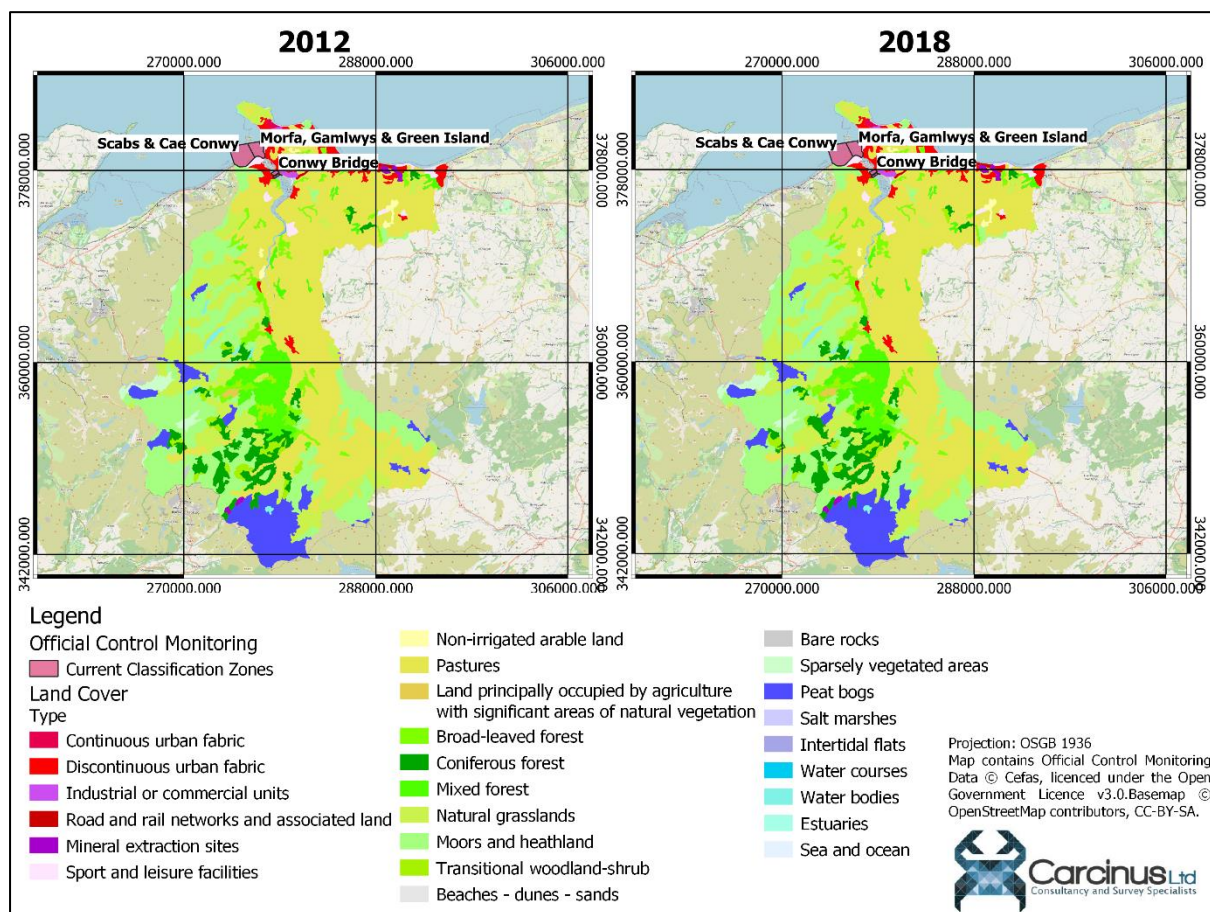 2012
2018
270000.000
288000.000
306000.000
270000.000
288000.000
306000.000
378000.000
360000.000
342000.000
378000.000
360000.000
342000.000
Scabs & Cae Conwy
Morfa, Gamlwys & Green Island
Conwy Bridge
270000.000
288000.000
306000.000
378000.000
360000.000
342000.000
378000.000
360000.000
342000.000
Scabs & Cae Conwy
Morfa, Gamlwys & Green Island
Conwy Bridge
270000.000
288000.000
306000.000
270000.000
288000.000
306000.000
Legend
Official Control Monitoring
Current Classification Zones
Land Cover
Type
Continuous urban fabric
Discontinuous urban fabric
Industrial or commercial units
Road and rail networks and associated land
Mineral extraction sites
Sport and leisure facilities
Non-irrigated arable land
Pastures
Land principally occupied by agriculture
with significant areas of natural vegetation
Broad-leaved forest
Coniferous forest
Mixed forest
Natural grasslands
Moors and heathland
Transitional woodland-shrub
Beaches - dunes - sands
Bare rocks
Sparsely vegetated areas
Peat bogs
Salt marshes
Intertidal flats
Water courses
Water bodies
Estuaries
Sea and ocean
Projection: OSGB 1936
Map contains Official Control Monitoring
Data © Cefas, licenced under the Open
Government Licence v3.0.Basemap ©
OpenStreetMap contributors, CC-BY-SA.
Carcinus Ltd
Consultancy and Survey Specialists